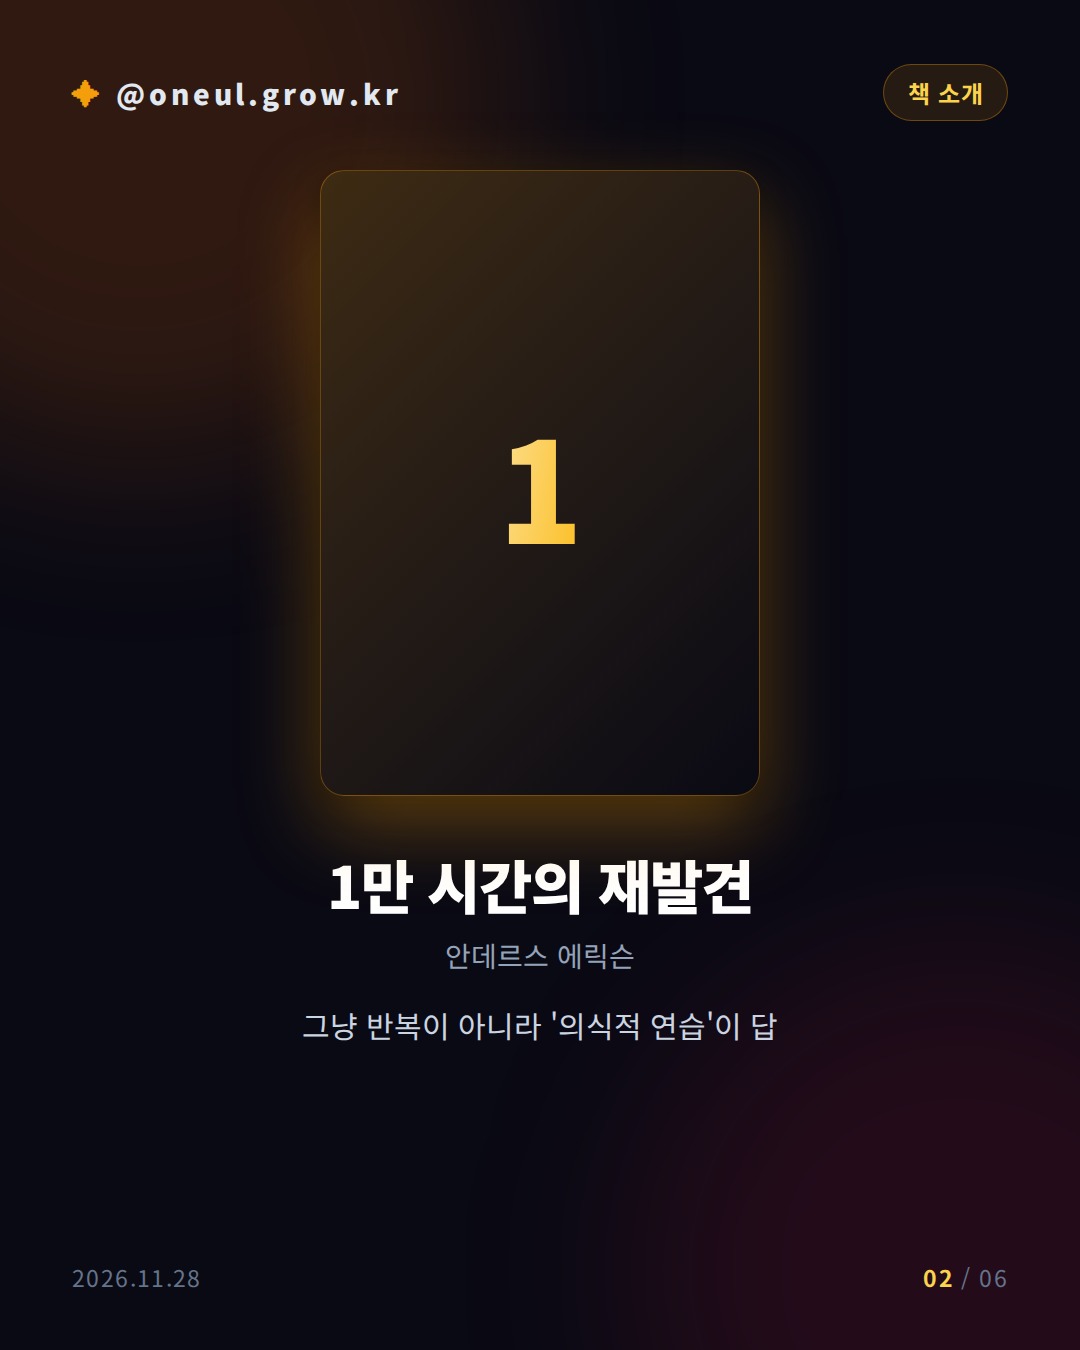 @oneul.grow.kr
책 소개
1
1만 시간의 재발견
안데르스 에릭슨
그냥 반복이 아니라 '의식적 연습'이 답
2026.11.28
02 / 06